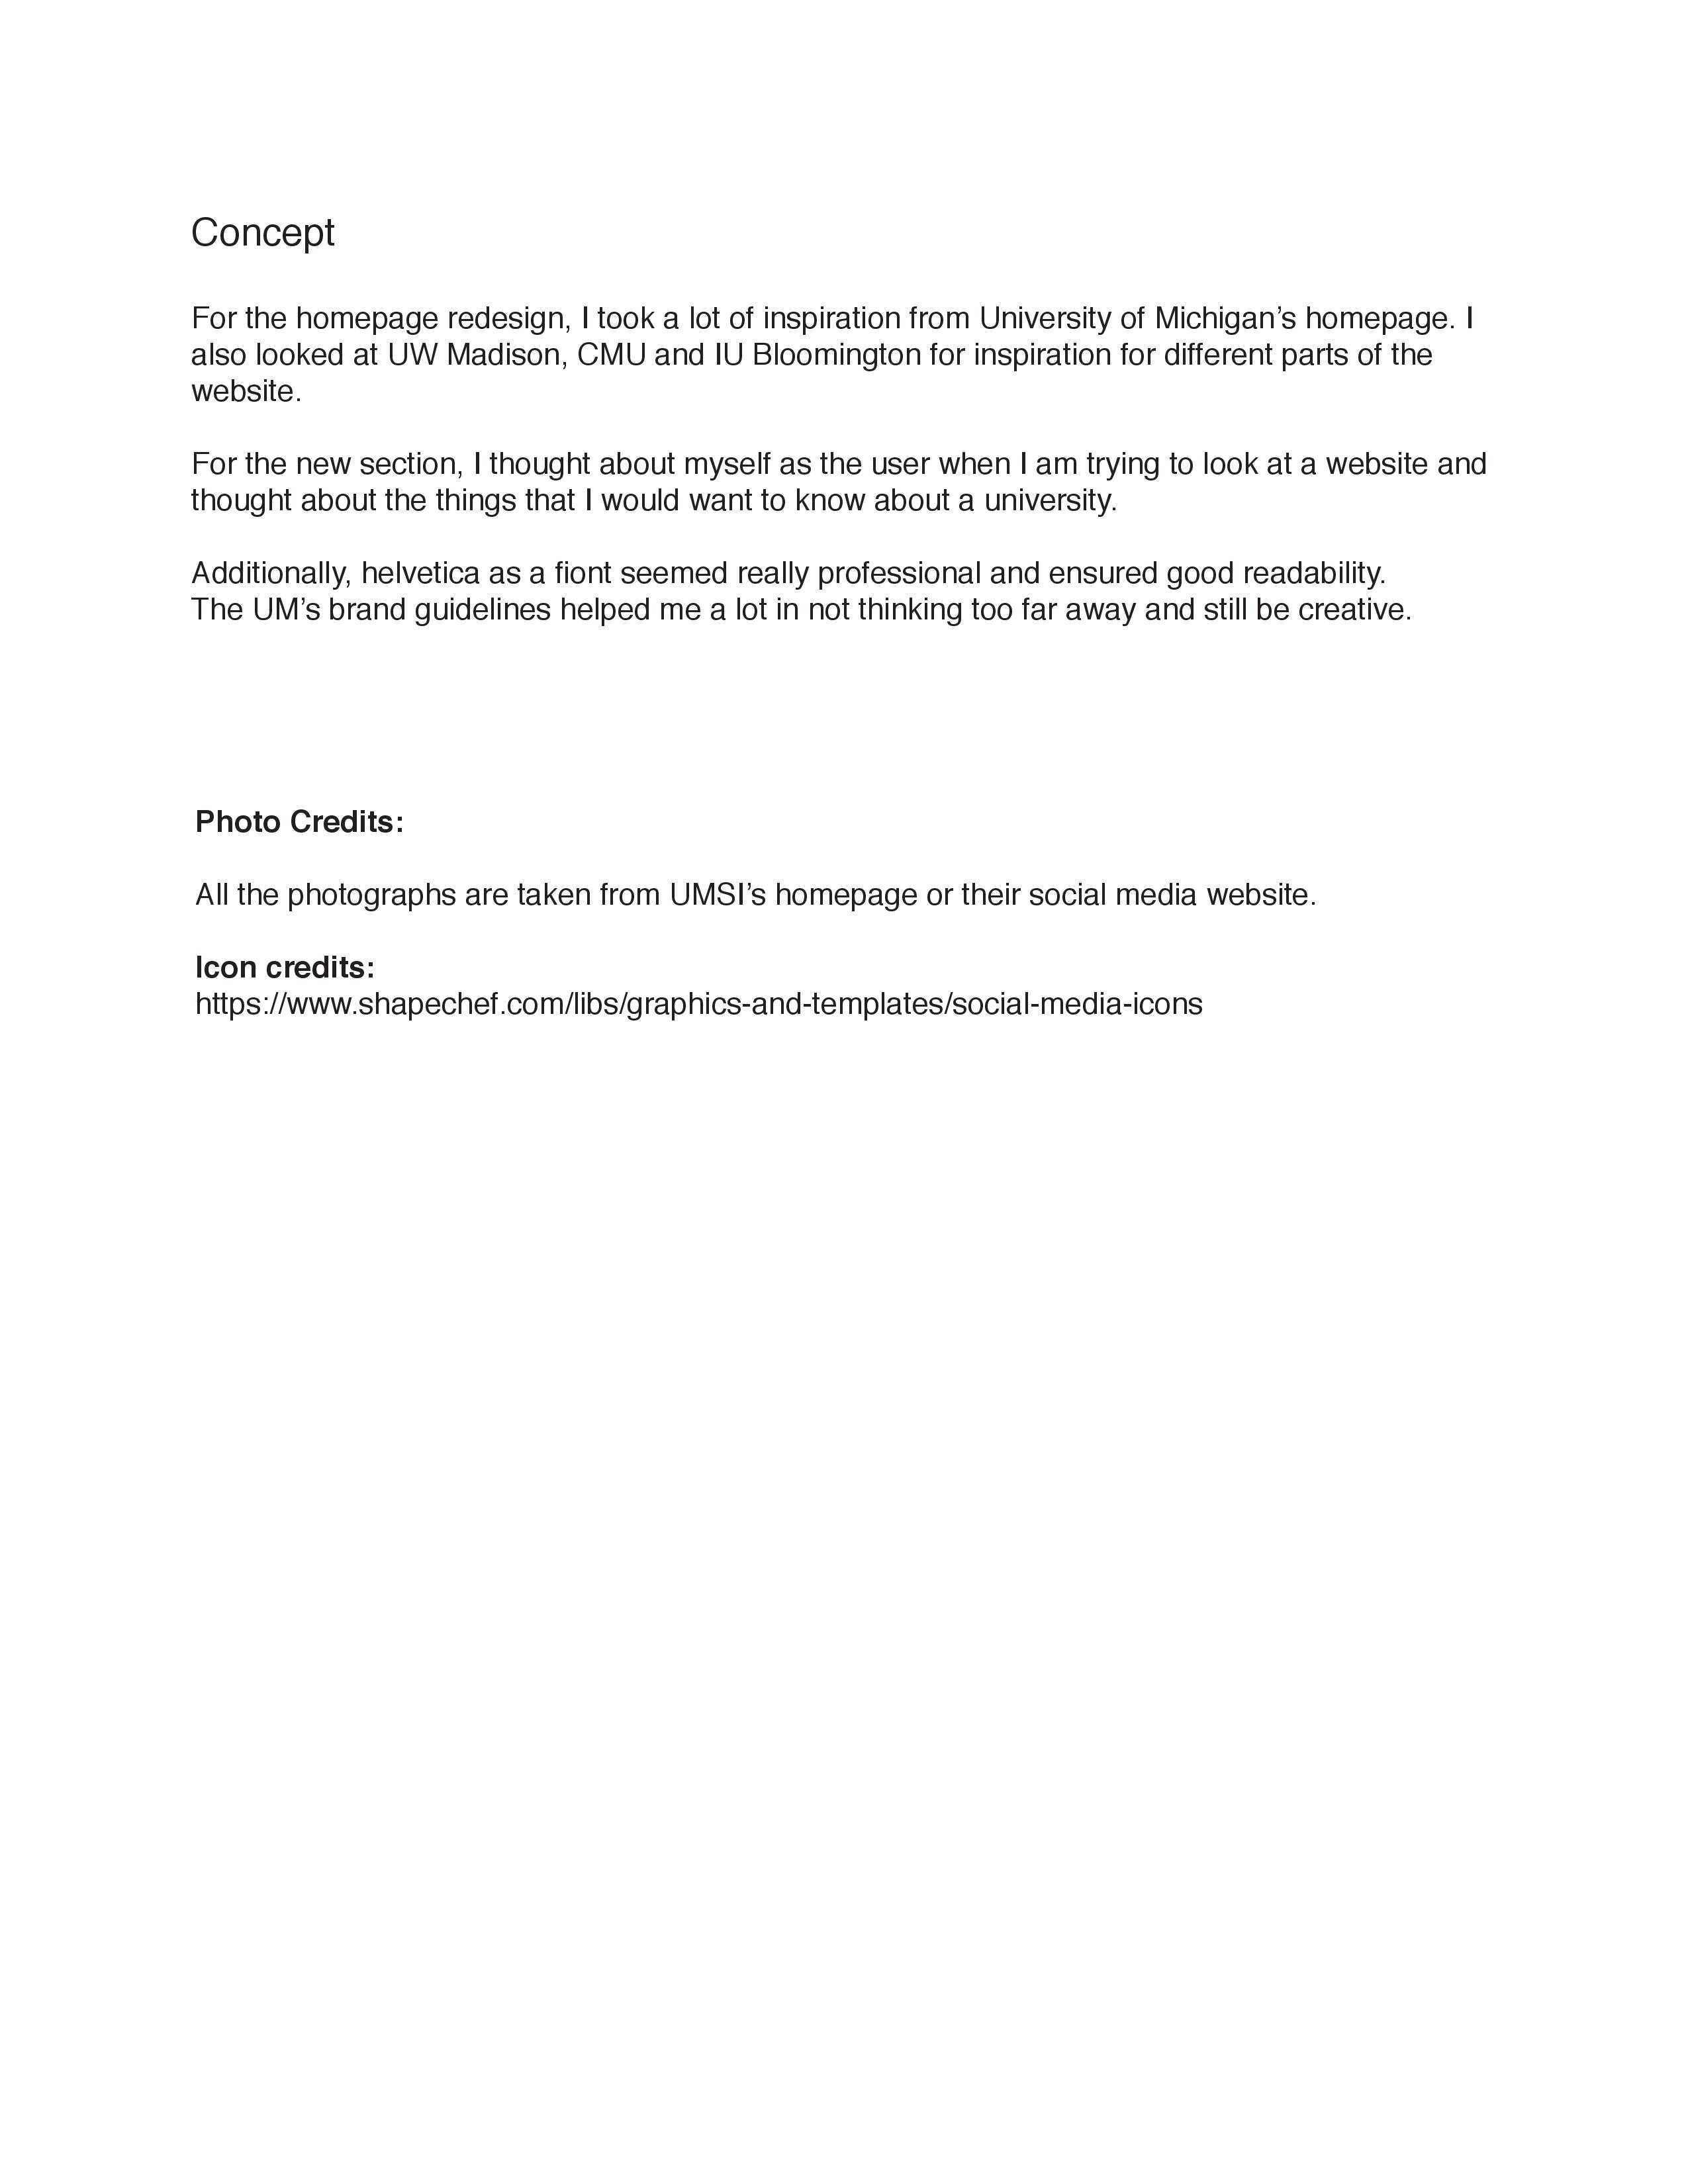 Concept
For the homepage redesign, I took a lot of inspiration from University of Michigan’s homepage. I
also looked at UW Madison, CMU and IU Bloomington for inspiration for different parts of the
website.
For the new section, I thought about myself as the user when I am trying to look at a website and
thought about the things that I would want to know about a university.
Additionally, helvetica as a fiont seemed really professional and ensured good readability.
The UM’s brand guidelines helped me a lot in not thinking too far away and still be creative.
Photo Credits:
All the photographs are taken from UMSI’s homepage or their social media website.
Icon credits:
https://www.shapechef.com/libs/graphics-and-templates/social-media-icons